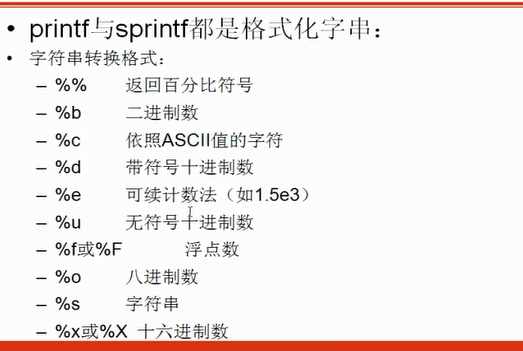 • printf与sprintf都是格式化字串：
• 字符串转换格式：
– %% 返回百分比符号
– %b 二进制数
– %c 依照ASCII值的字符
– %d 带符号十进制数
– %e 可续计数法（如1.5e3）
– %u 无符号十进制数
– %f或%F 浮点数
– %o 八进制数
– %s 字符串
– %x或%X 十六进制数